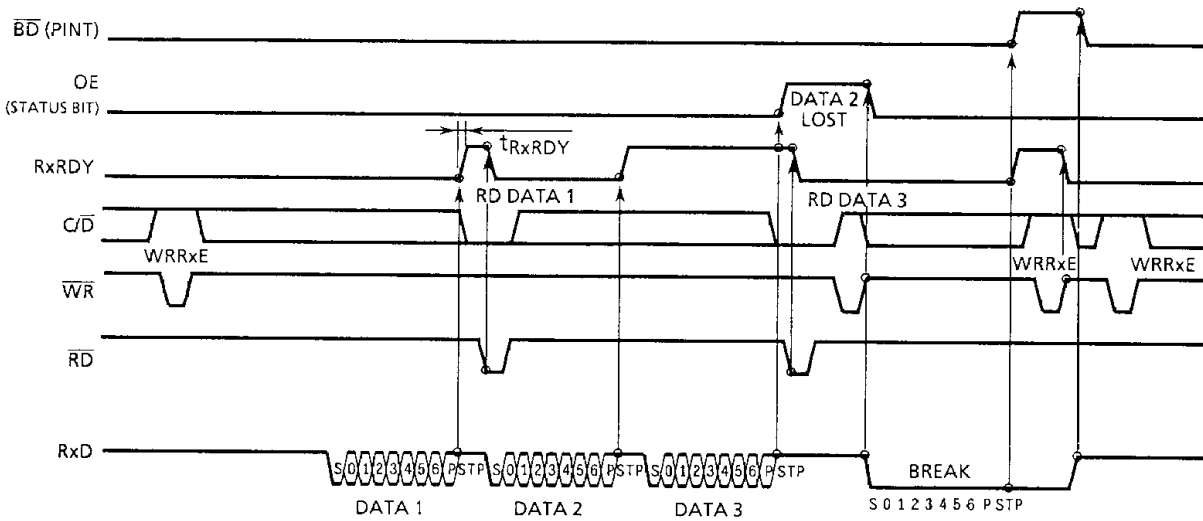 B̅D̅ (PINT)
OE
(STATUS BIT)
DATA 2
LOST
tRxRDY
RxRDY
RD DATA 1
RD DATA 3
C/D̅
WRRxE
WRRxE
WRRxE
W̅R̅
R̅D̅
RxD
S 0 1 2 3 4 5 6 P STP
S 0 1 2 3 4 5 6 P STP
S 0 1 2 3 4 5 6 P STP
BREAK
S 0 1 2 3 4 5 6 P STP
DATA 1
DATA 2
DATA 3